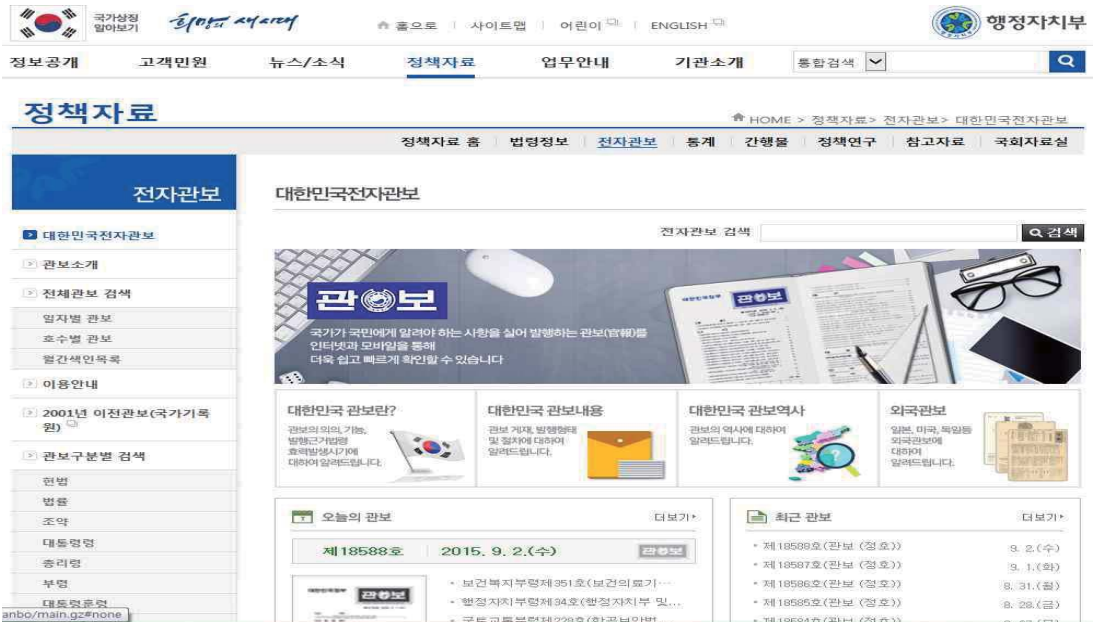 국가상징 알아보기
희망의 새시대
홈으로 사이트맵 어린이 ENGLISH
행정자치부
정보공개 고객민원 뉴스/소식 정책자료 업무안내 기관소개 통합검색
정책자료
HOME > 정책자료> 전자관보> 대한민국전자관보
정책자료 홈 법령정보 전자관보 통계 간행물 정책연구 참고자료 국회자료실
전자관보
대한민국전자관보
관보소개
전체관보 검색
일자별 관보
호수별 관보
월간색인목록
이용안내
2001년 이전관보(국가기록
원)
관보구분별 검색
헌법
법률
조약
대통령령
총리령
부령
대통령훈령
anbo/main.gz#none
대한민국전자관보
전자관보 검색 검색
관보
국가가 국민에게 알려야 하는 사항을 실어 발행하는 관보(官報)를
인터넷과 모바일을 통해
더욱 쉽고 빠르게 확인할 수 있습니다
관보
대한민국 관보란?
관보의 의의, 기능,
발행근거법령
효력발생시기에
대하여 알려드립니다.
대한민국 관보내용
관보 게재, 발행형태
및 절차에 대하여
알려드립니다.
대한민국 관보역사
관보의 역사에 대하여
알려드립니다.
외국관보
일본, 미국, 독일등
외국관보에
대하여
알려드립니다.
오늘의 관보 더보기
제18588호 2015. 9. 2.(수) 관보
관보
보건복지부령제351호(보건의료기…
행정자치부령제34호(행정자치부 및…
최근 관보 더보기
제18588호(관보 (정호)) 9. 2.(수)
제18587호(관보 (정호)) 9. 1.(화)
제18586호(관보 (정호)) 8. 31.(월)
제18585호(관보 (정호)) 8. 28.(금)